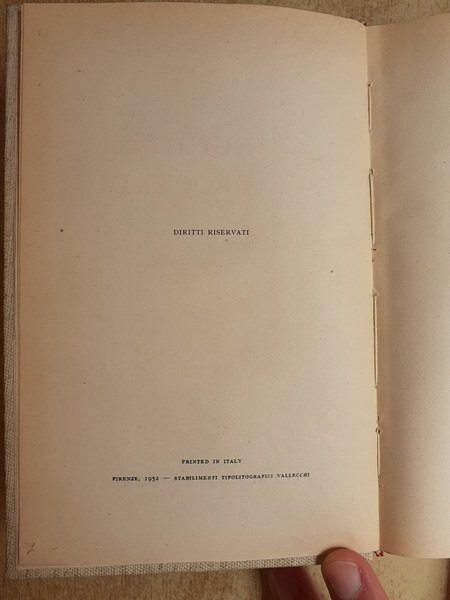 DIRITTI RISERVATI
PRINTED IN ITALY
FIRENZE, 1952 — STABILIMENTI TIPOLITOGRAFICI VALLECCHI